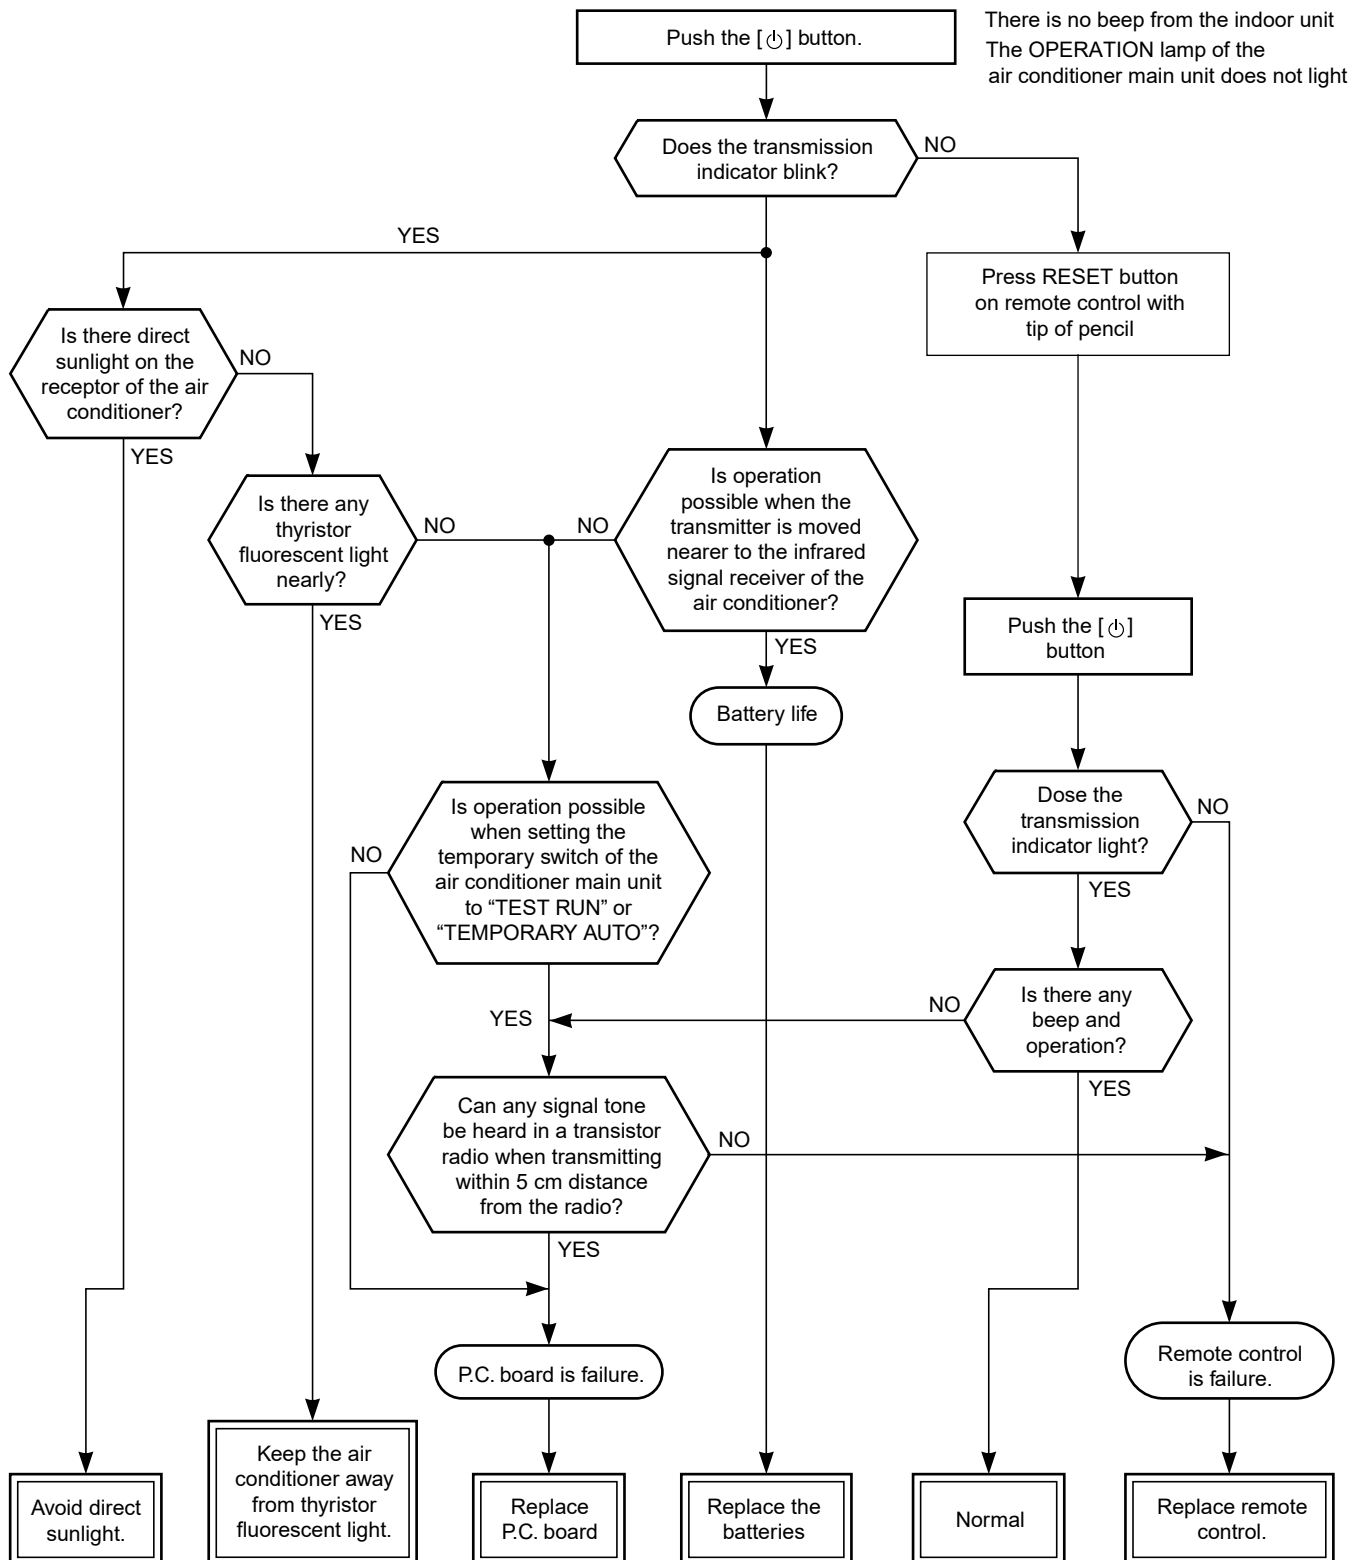 Push the [⏻] button.
There is no beep from the indoor unit
The OPERATION lamp of the
air conditioner main unit does not light
Does the transmission
indicator blink?
NO
YES
Press RESET button
on remote control with
tip of pencil
Is there direct
sunlight on the
receptor of the air
conditioner?
NO
YES
Is there any
thyristor
fluorescent light
nearly?
NO
YES
Is operation
possible when the
transmitter is moved
nearer to the infrared
signal receiver of the
air conditioner?
NO
YES
Push the [⏻]
button
Battery life
Is operation possible
when setting the
temporary switch of the
air conditioner main unit
to “TEST RUN” or
“TEMPORARY AUTO”?
NO
YES
Dose the
transmission
indicator light?
NO
YES
Is there any
beep and
operation?
NO
YES
Can any signal tone
be heard in a transistor
radio when transmitting
within 5 cm distance
from the radio?
NO
YES
P.C. board is failure.
Remote control
is failure.
Avoid direct
sunlight.
Keep the air
conditioner away
from thyristor
fluorescent light.
Replace
P.C. board
Replace the
batteries
Normal
Replace remote
control.